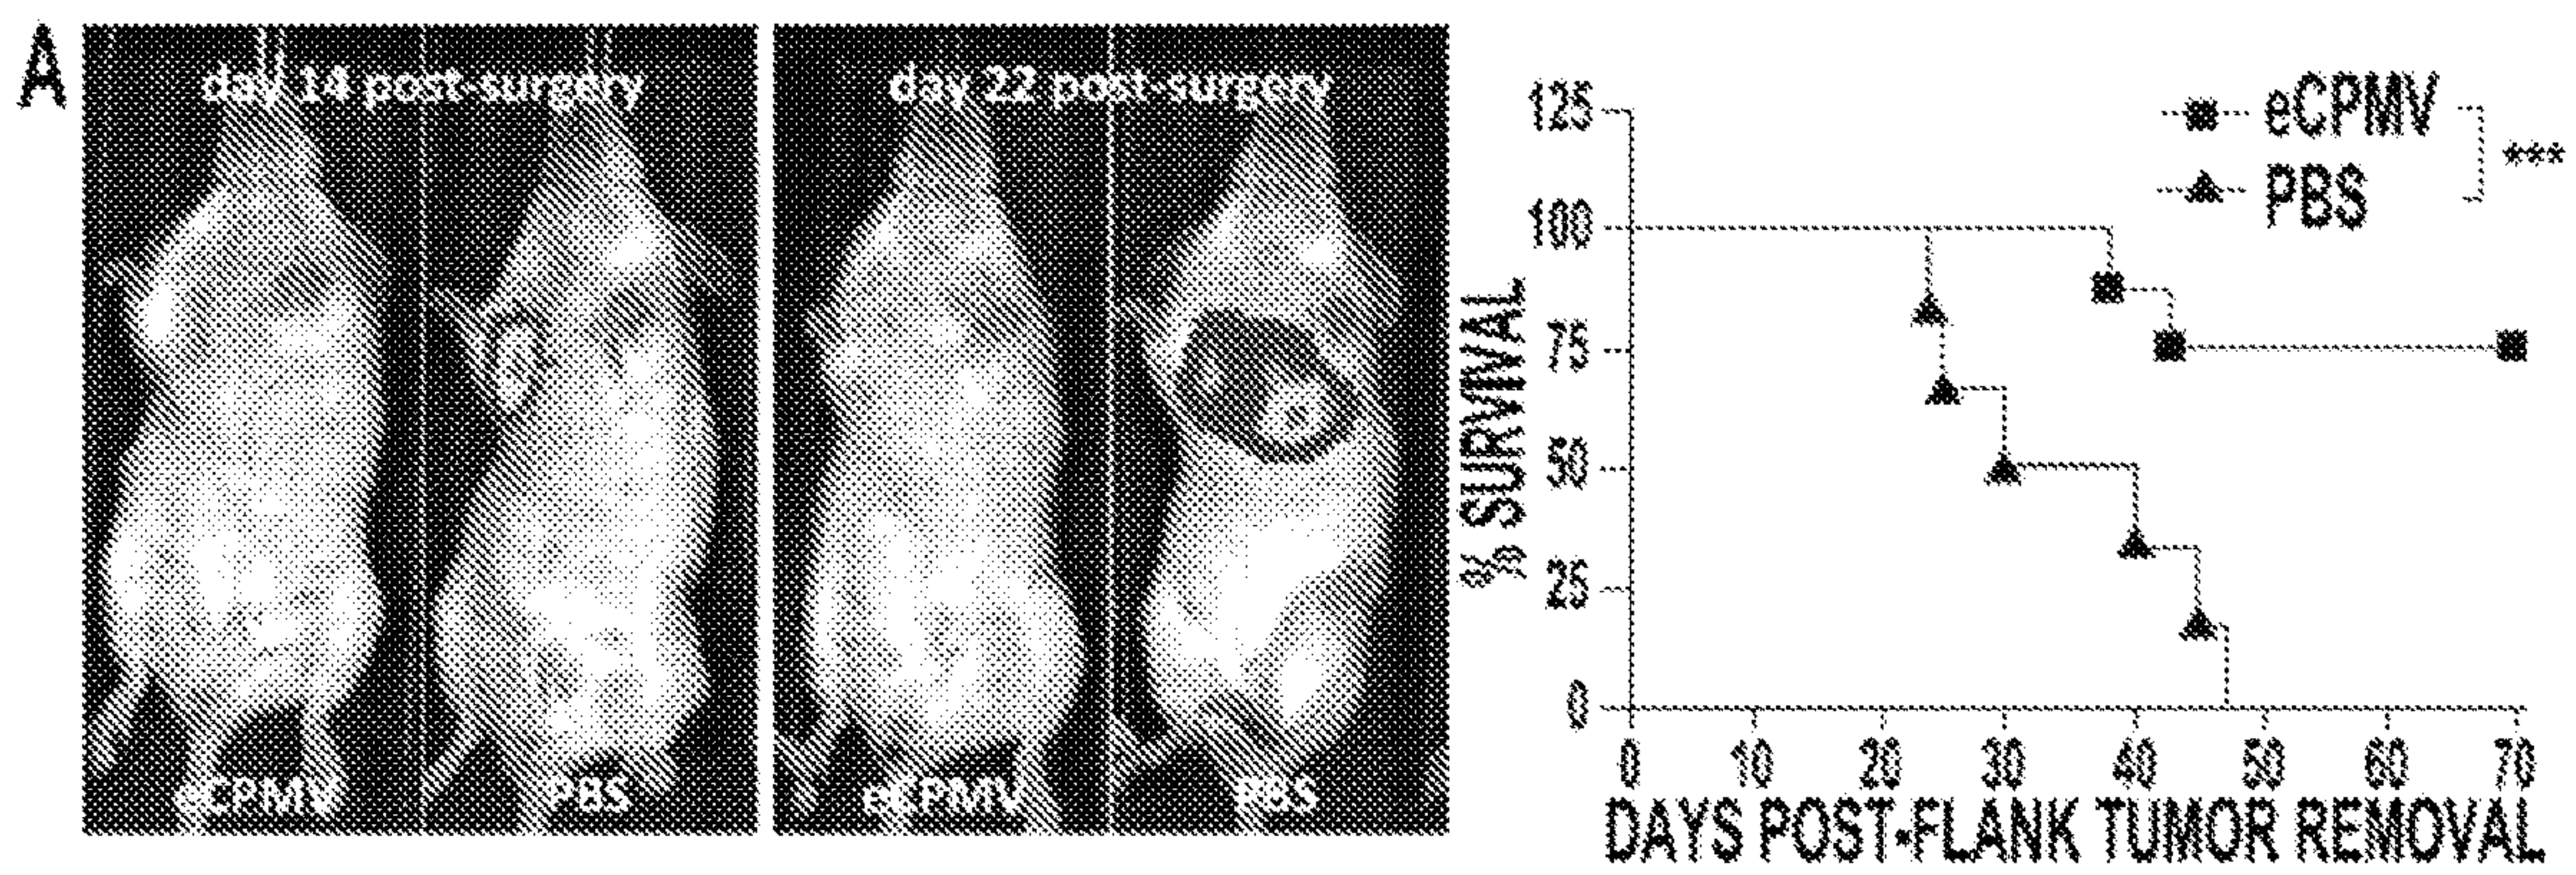 A
day 14 post-surgery
eCPMV
PBS
day 22 post-surgery
eCPMV
PBS
eCPMV
PBS
***
% SURVIVAL
125
100
75
50
25
0
0 10 20 30 40 50 60 70
DAYS POST-FLANK TUMOR REMOVAL